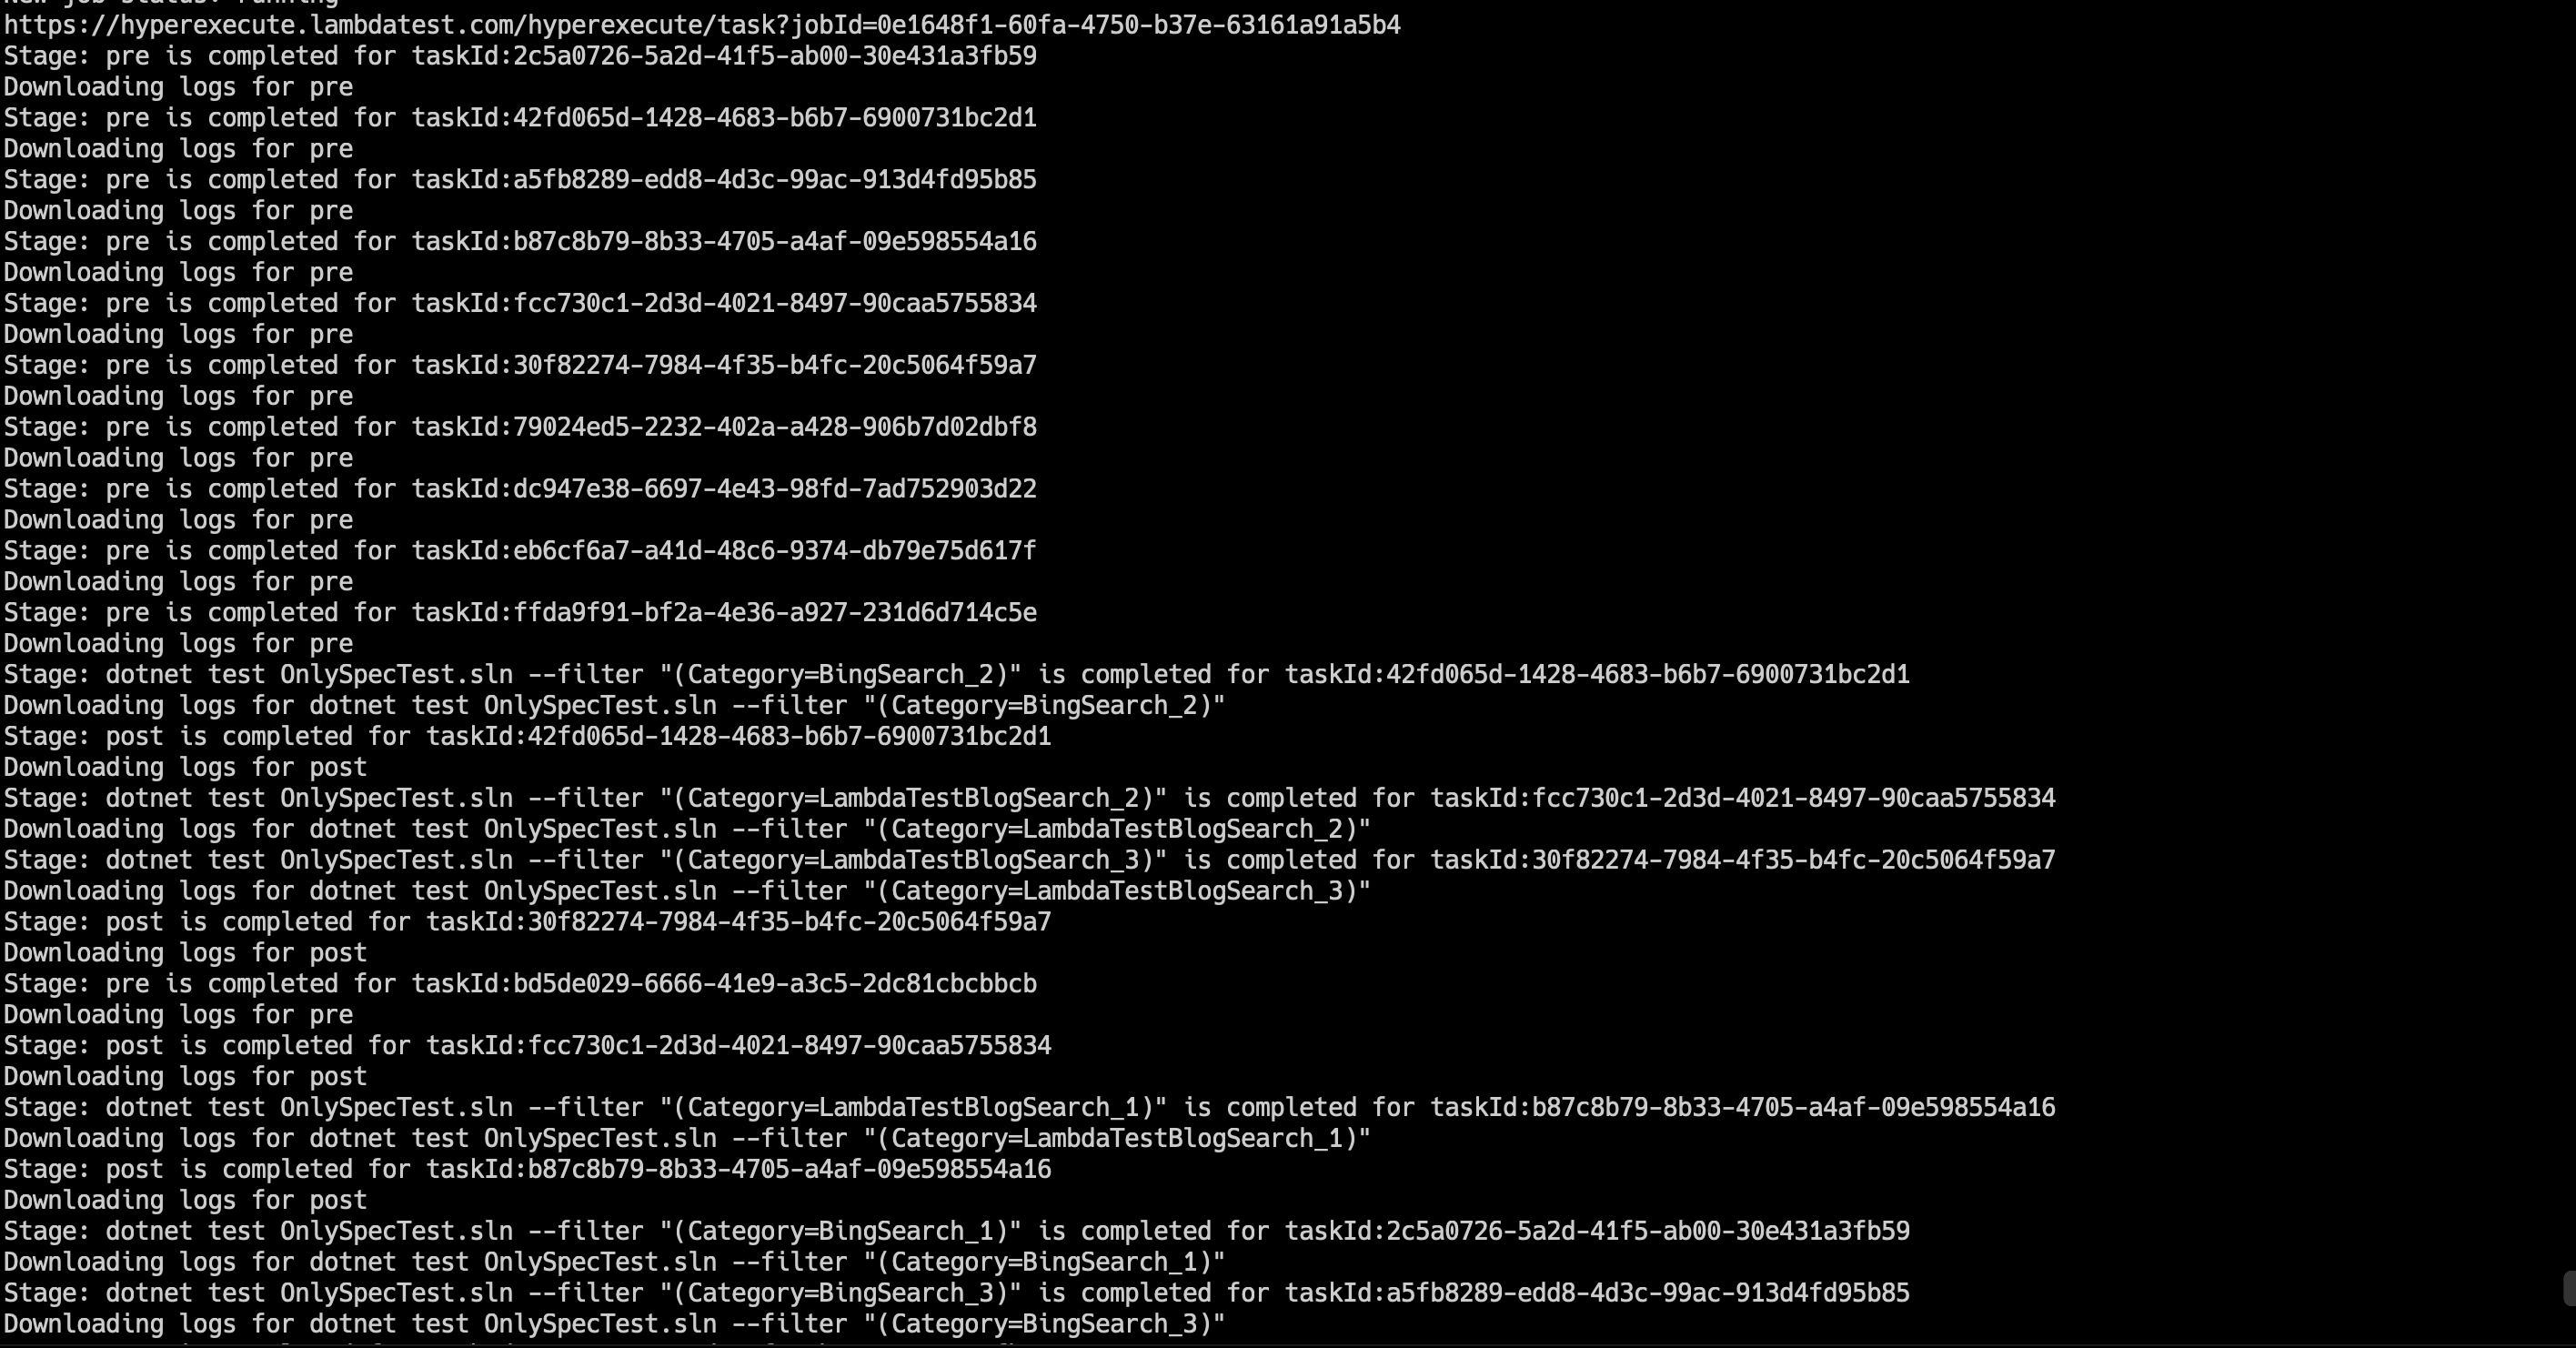 New job status: running
https://hyperexecute.lambdatest.com/hyperexecute/task?jobId=0e1648f1-60fa-4750-b37e-63161a91a5b4
Stage: pre is completed for taskId:2c5a0726-5a2d-41f5-ab00-30e431a3fb59
Downloading logs for pre
Stage: pre is completed for taskId:42fd065d-1428-4683-b6b7-6900731bc2d1
Downloading logs for pre
Stage: pre is completed for taskId:a5fb8289-edd8-4d3c-99ac-913d4fd95b85
Downloading logs for pre
Stage: pre is completed for taskId:b87c8b79-8b33-4705-a4af-09e598554a16
Downloading logs for pre
Stage: pre is completed for taskId:fcc730c1-2d3d-4021-8497-90caa5755834
Downloading logs for pre
Stage: pre is completed for taskId:30f82274-7984-4f35-b4fc-20c5064f59a7
Downloading logs for pre
Stage: pre is completed for taskId:79024ed5-2232-402a-a428-906b7d02dbf8
Downloading logs for pre
Stage: pre is completed for taskId:dc947e38-6697-4e43-98fd-7ad752903d22
Downloading logs for pre
Stage: pre is completed for taskId:eb6cf6a7-a41d-48c6-9374-db79e75d617f
Downloading logs for pre
Stage: pre is completed for taskId:ffda9f91-bf2a-4e36-a927-231d6d714c5e
Downloading logs for pre
Stage: dotnet test OnlySpecTest.sln --filter "(Category=BingSearch_2)" is completed for taskId:42fd065d-1428-4683-b6b7-6900731bc2d1
Downloading logs for dotnet test OnlySpecTest.sln --filter "(Category=BingSearch_2)"
Stage: post is completed for taskId:42fd065d-1428-4683-b6b7-6900731bc2d1
Downloading logs for post
Stage: dotnet test OnlySpecTest.sln --filter "(Category=LambdaTestBlogSearch_2)" is completed for taskId:fcc730c1-2d3d-4021-8497-90caa5755834
Downloading logs for dotnet test OnlySpecTest.sln --filter "(Category=LambdaTestBlogSearch_2)"
Stage: dotnet test OnlySpecTest.sln --filter "(Category=LambdaTestBlogSearch_3)" is completed for taskId:30f82274-7984-4f35-b4fc-20c5064f59a7
Downloading logs for dotnet test OnlySpecTest.sln --filter "(Category=LambdaTestBlogSearch_3)"
Stage: post is completed for taskId:30f82274-7984-4f35-b4fc-20c5064f59a7
Downloading logs for post
Stage: pre is completed for taskId:bd5de029-6666-41e9-a3c5-2dc81cbcbbcb
Downloading logs for pre
Stage: post is completed for taskId:fcc730c1-2d3d-4021-8497-90caa5755834
Downloading logs for post
Stage: dotnet test OnlySpecTest.sln --filter "(Category=LambdaTestBlogSearch_1)" is completed for taskId:b87c8b79-8b33-4705-a4af-09e598554a16
Downloading logs for dotnet test OnlySpecTest.sln --filter "(Category=LambdaTestBlogSearch_1)"
Stage: post is completed for taskId:b87c8b79-8b33-4705-a4af-09e598554a16
Downloading logs for post
Stage: dotnet test OnlySpecTest.sln --filter "(Category=BingSearch_1)" is completed for taskId:2c5a0726-5a2d-41f5-ab00-30e431a3fb59
Downloading logs for dotnet test OnlySpecTest.sln --filter "(Category=BingSearch_1)"
Stage: dotnet test OnlySpecTest.sln --filter "(Category=BingSearch_3)" is completed for taskId:a5fb8289-edd8-4d3c-99ac-913d4fd95b85
Downloading logs for dotnet test OnlySpecTest.sln --filter "(Category=BingSearch_3)"